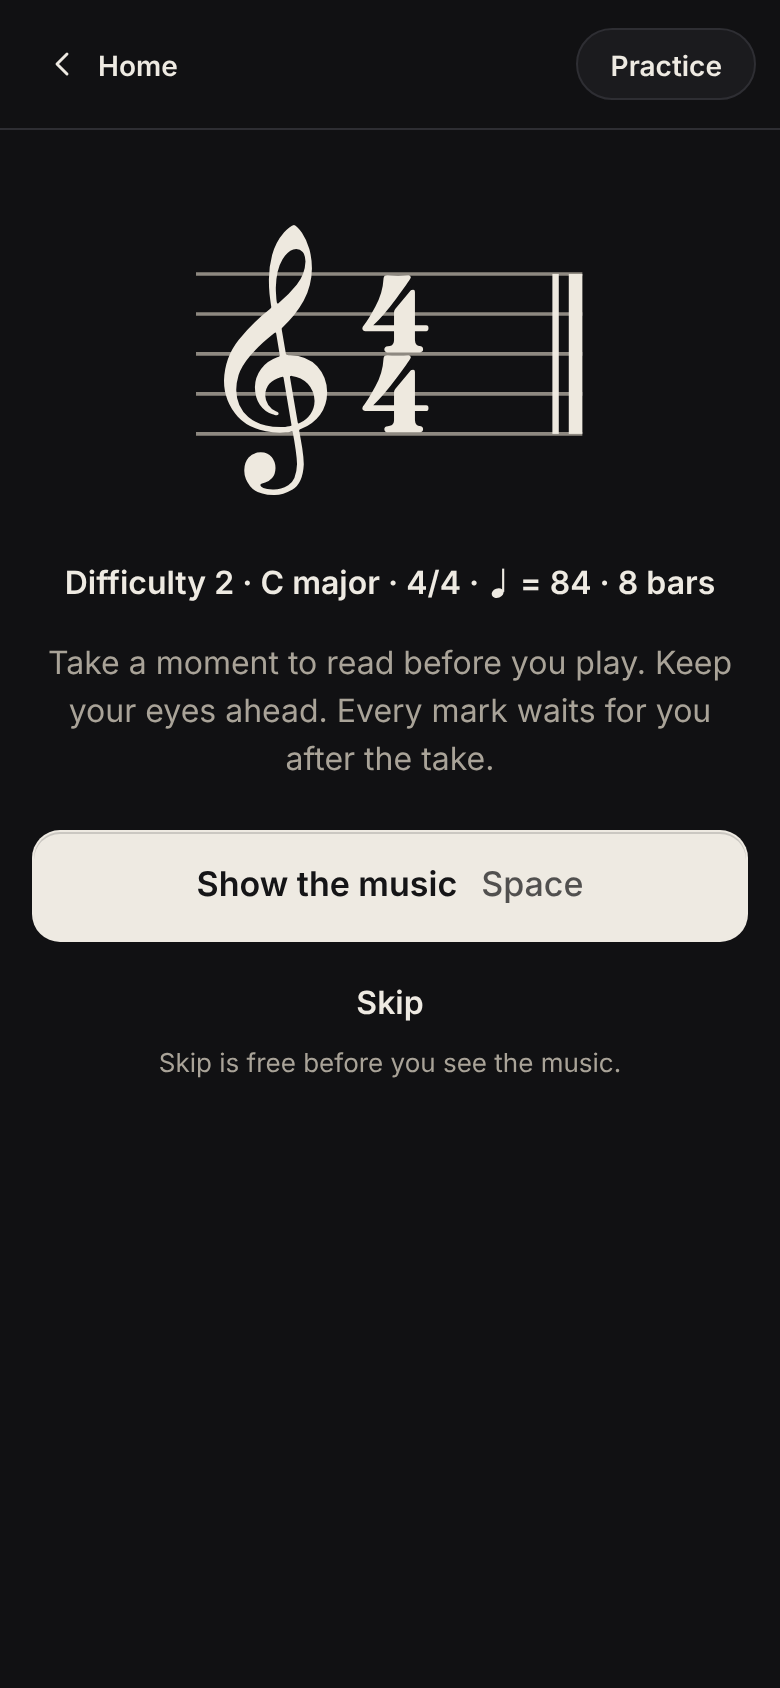 Home
Practice
4
4
Difficulty 2 · C major · 4/4 · ♩ = 84 · 8 bars
Take a moment to read before you play. Keep
your eyes ahead. Every mark waits for you
after the take.
Show the music Space
Skip
Skip is free before you see the music.